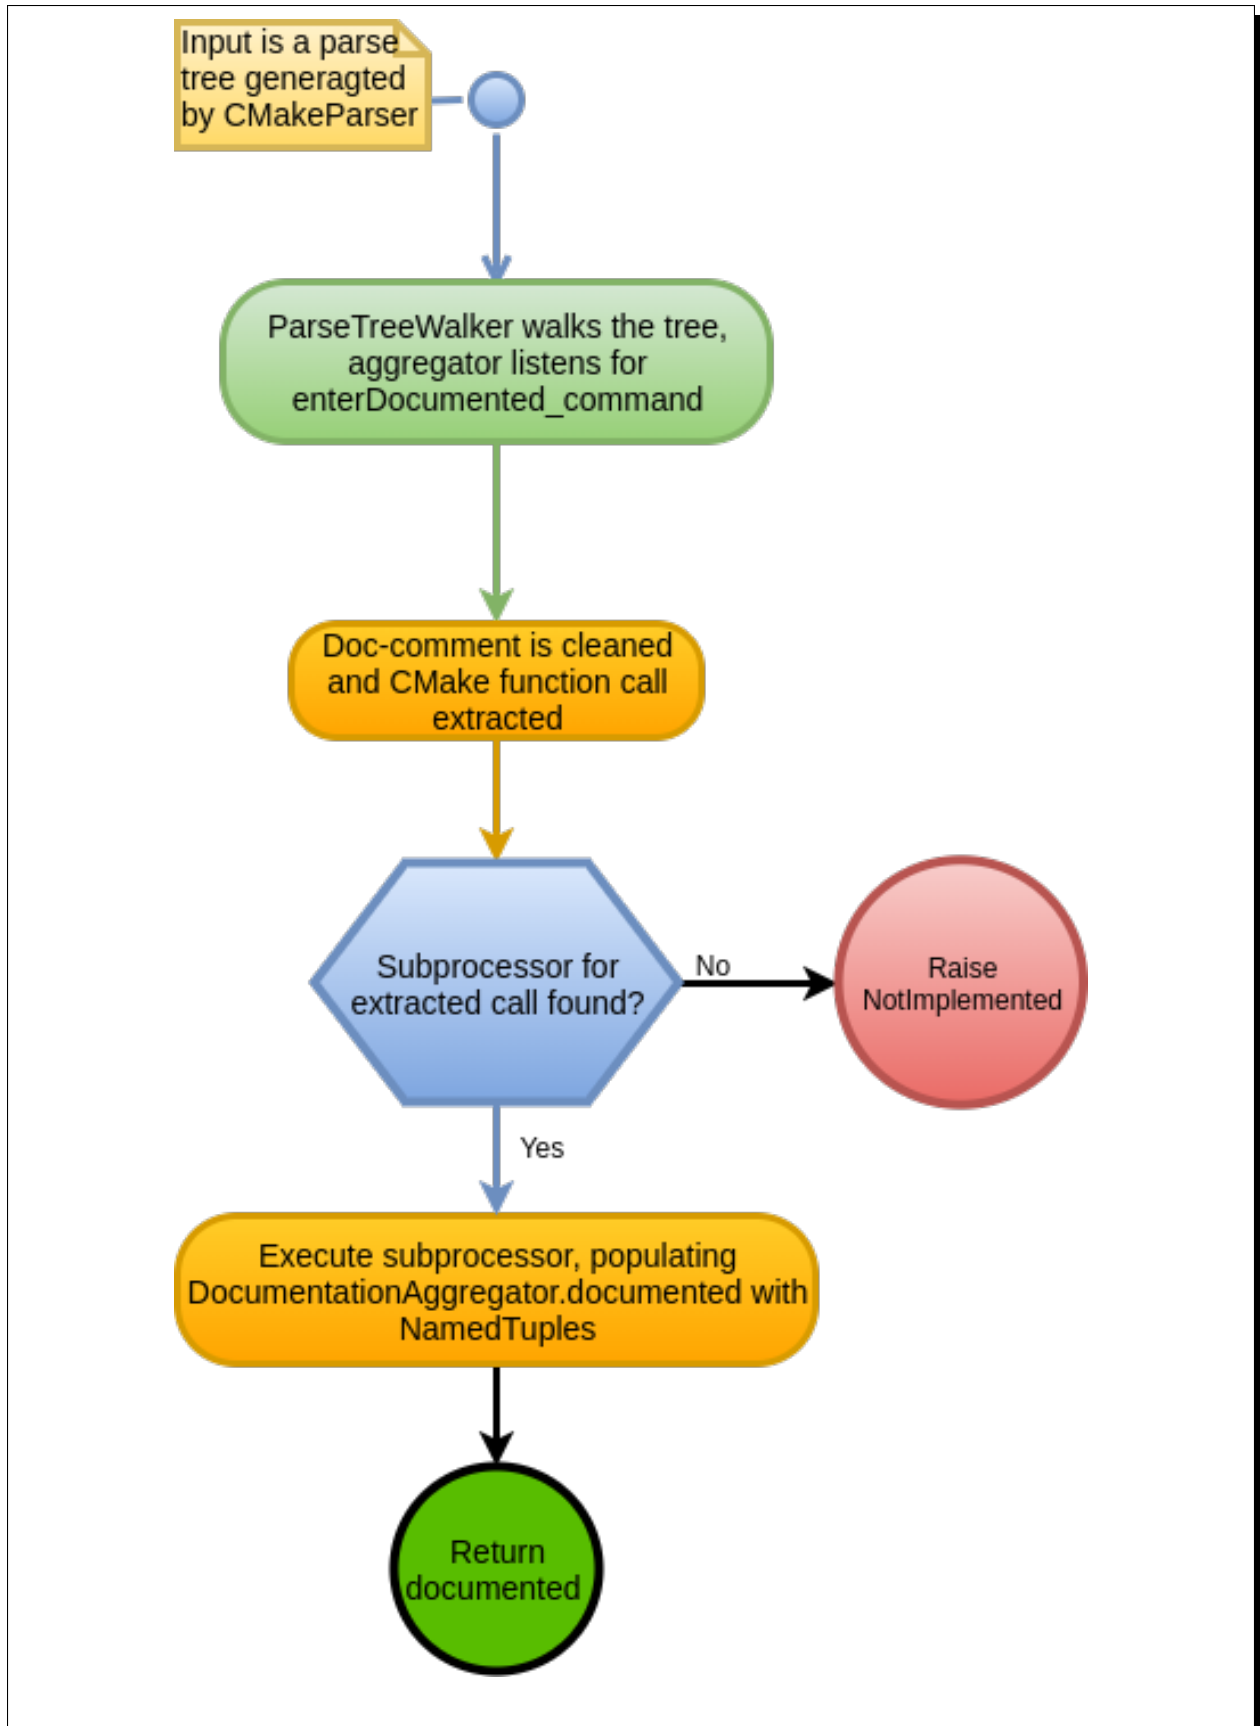 Input is a parse
tree generagted
by CMakeParser
ParseTreeWalker walks the tree,
aggregator listens for
enterDocumented_command
Doc-comment is cleaned
and CMake function call
extracted
Subprocessor for
extracted call found?
No
Raise
NotImplemented
Yes
Execute subprocessor, populating
DocumentationAggregator.documented with
NamedTuples
Return
documented